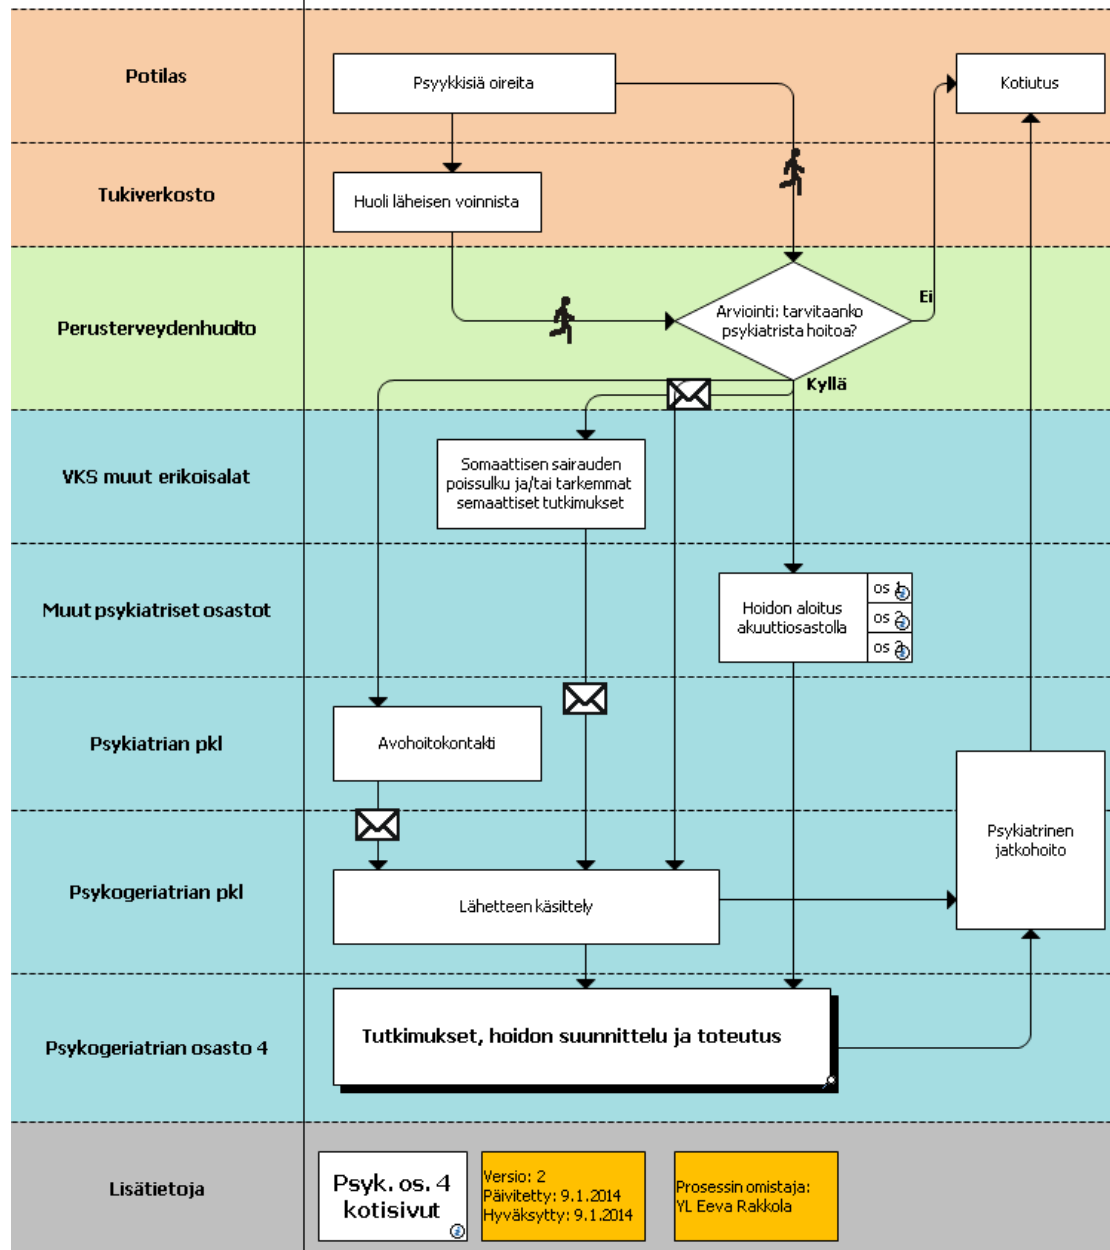 Potilas
Psyykkisiä oireita
Kotiutus
Tukiverkosto
Huoli läheisen voinnista
Perusterveydenhuolto
Arviointi: tarvitaanko
psykiatrista hoitoa?
Ei
Kyllä
VKS muut erikoisalat
Somaattisen sairauden
poissulku ja/tai tarkemmat
semaattiset tutkimukset
Muut psykiatriset osastot
Hoidon aloitus
akuuttiosastolla
os 1
os 2
os 3
Psykiatrian pkl
Avohoitokontakti
Psykiatrinen
jatkohoito
Psykogeriatrian pkl
Lähetteen käsittely
Psykogeriatrian osasto 4
Tutkimukset, hoidon suunnittelu ja toteutus
Lisätietoja
Psyk. os. 4
kotisivut
Versio: 2
Päivitetty: 9.1.2014
Hyväksytty: 9.1.2014
Prosessin omistaja:
YL Eeva Rakkola